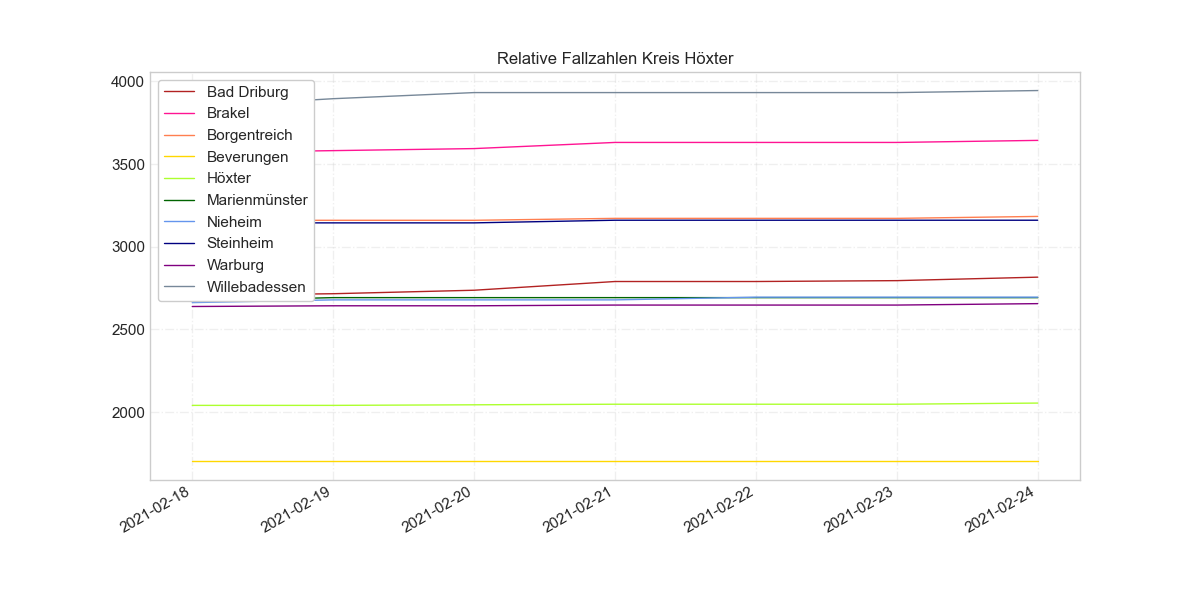 Relative Fallzahlen Kreis Höxter
4000
3500
3000
2500
2000
Bad Driburg
Brakel
Borgentreich
Beverungen
Höxter
Marienmünster
Nieheim
Steinheim
Warburg
Willebadessen
2021-02-18
2021-02-19
2021-02-20
2021-02-21
2021-02-22
2021-02-23
2021-02-24